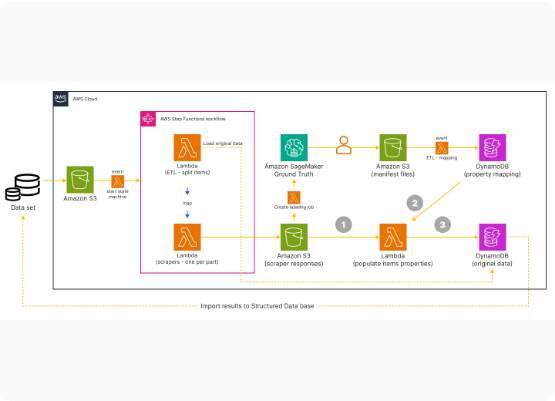 aws
AWS Cloud
AWS Step Functions workflow
Load original data
Lambda
(ETL - split items)
Amazon SageMaker
Ground Truth
Amazon S3
(manifest files)
event
ETL - mapping
DynamoDB
(property mapping)
event
start state
machine
Amazon S3
Data set
map
Create labeling job
2
1
3
Lambda
(scrapers - one per part)
Amazon S3
(scraper responses)
Lambda
(populate items properties)
DynamoDB
(original data)
Import results to Structured Data base